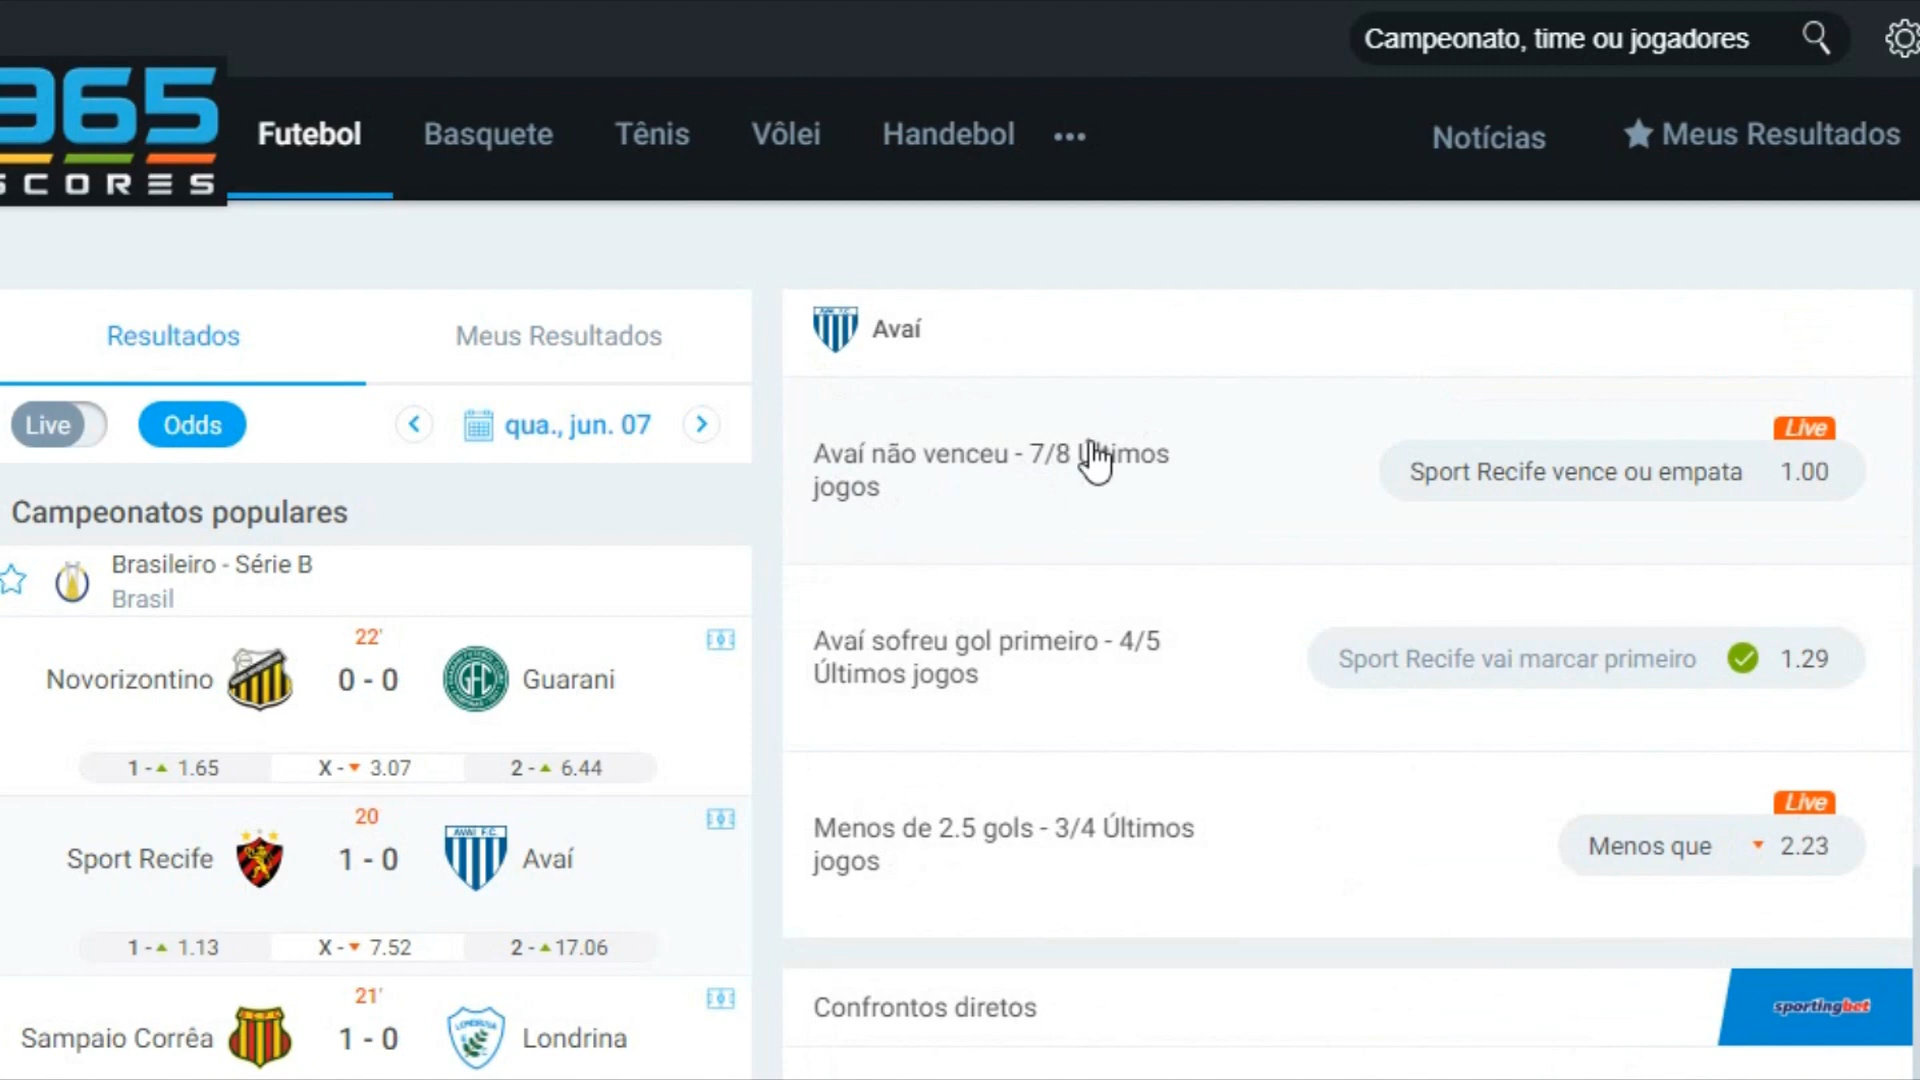 Campeonato, time ou jogadores
365
SCORES
Futebol
Basquete
Tênis
Vôlei
Handebol
Notícias
Meus Resultados
Resultados
Meus Resultados
Live
Odds
qua., jun. 07
Campeonatos populares
Brasileiro - Série B
Brasil
22'
Novorizontino
0 - 0
Guarani
1 - 1.65
X - 3.07
2 - 6.44
20
Sport Recife
1 - 0
Avaí
1 - 1.13
X - 7.52
2 - 17.06
21'
Sampaio Corrêa
1 - 0
Londrina
Avaí
Avaí não venceu - 7/8 Últimos
jogos
Live
Sport Recife vence ou empata 1.00
Avaí sofreu gol primeiro - 4/5
Últimos jogos
Sport Recife vai marcar primeiro 1.29
Menos de 2.5 gols - 3/4 Últimos
jogos
Live
Menos que 2.23
Confrontos diretos
sportingbet